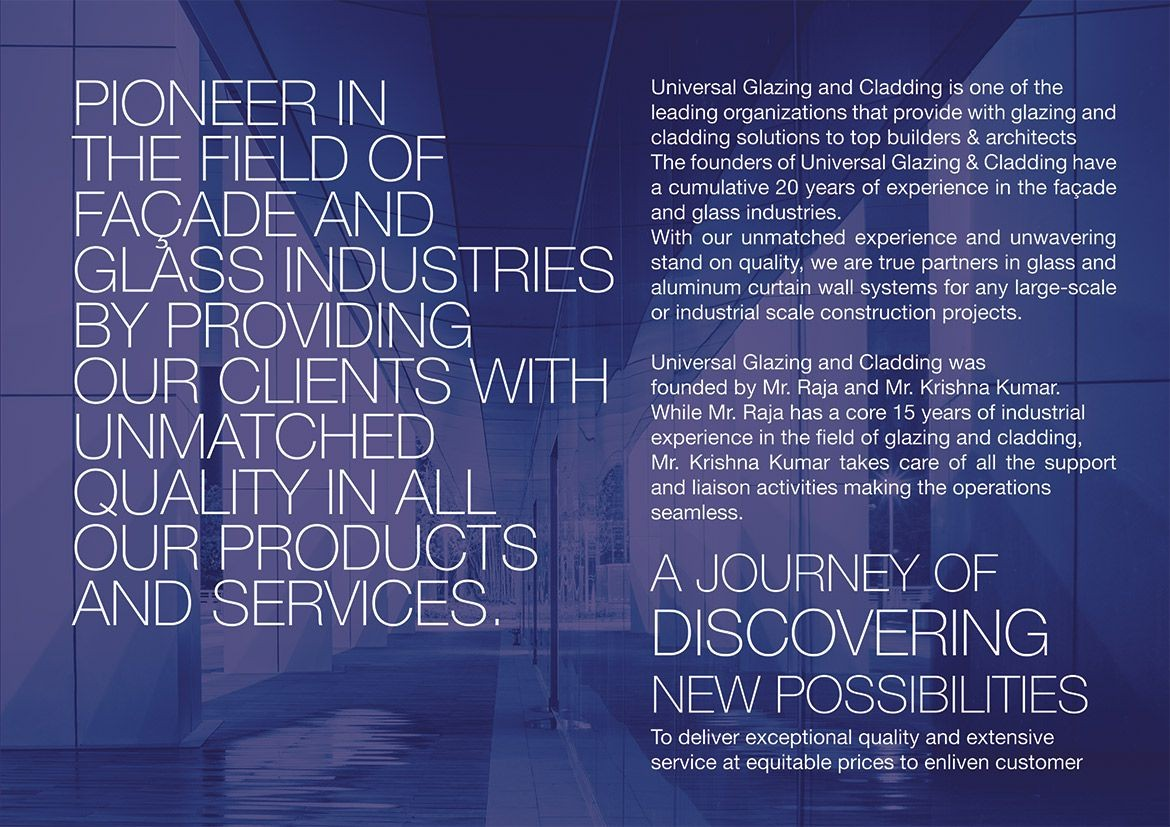 PIONEER IN
THE FIELD OF
FAÇADE AND
GLASS INDUSTRIES
BY PROVIDING
OUR CLIENTS WITH
UNMATCHED
QUALITY IN ALL
OUR PRODUCTS
AND SERVICES.
Universal Glazing and Cladding is one of the
leading organizations that provide with glazing and
cladding solutions to top builders & architects
The founders of Universal Glazing & Cladding have
a cumulative 20 years of experience in the façade
and glass industries.
With our unmatched experience and unwavering
stand on quality, we are true partners in glass and
aluminum curtain wall systems for any large-scale
or industrial scale construction projects.
Universal Glazing and Cladding was
founded by Mr. Raja and Mr. Krishna Kumar.
While Mr. Raja has a core 15 years of industrial
experience in the field of glazing and cladding,
Mr. Krishna Kumar takes care of all the support
and liaison activities making the operations
seamless.
A JOURNEY OF
DISCOVERING
NEW POSSIBILITIES
To deliver exceptional quality and extensive
service at equitable prices to enliven customer